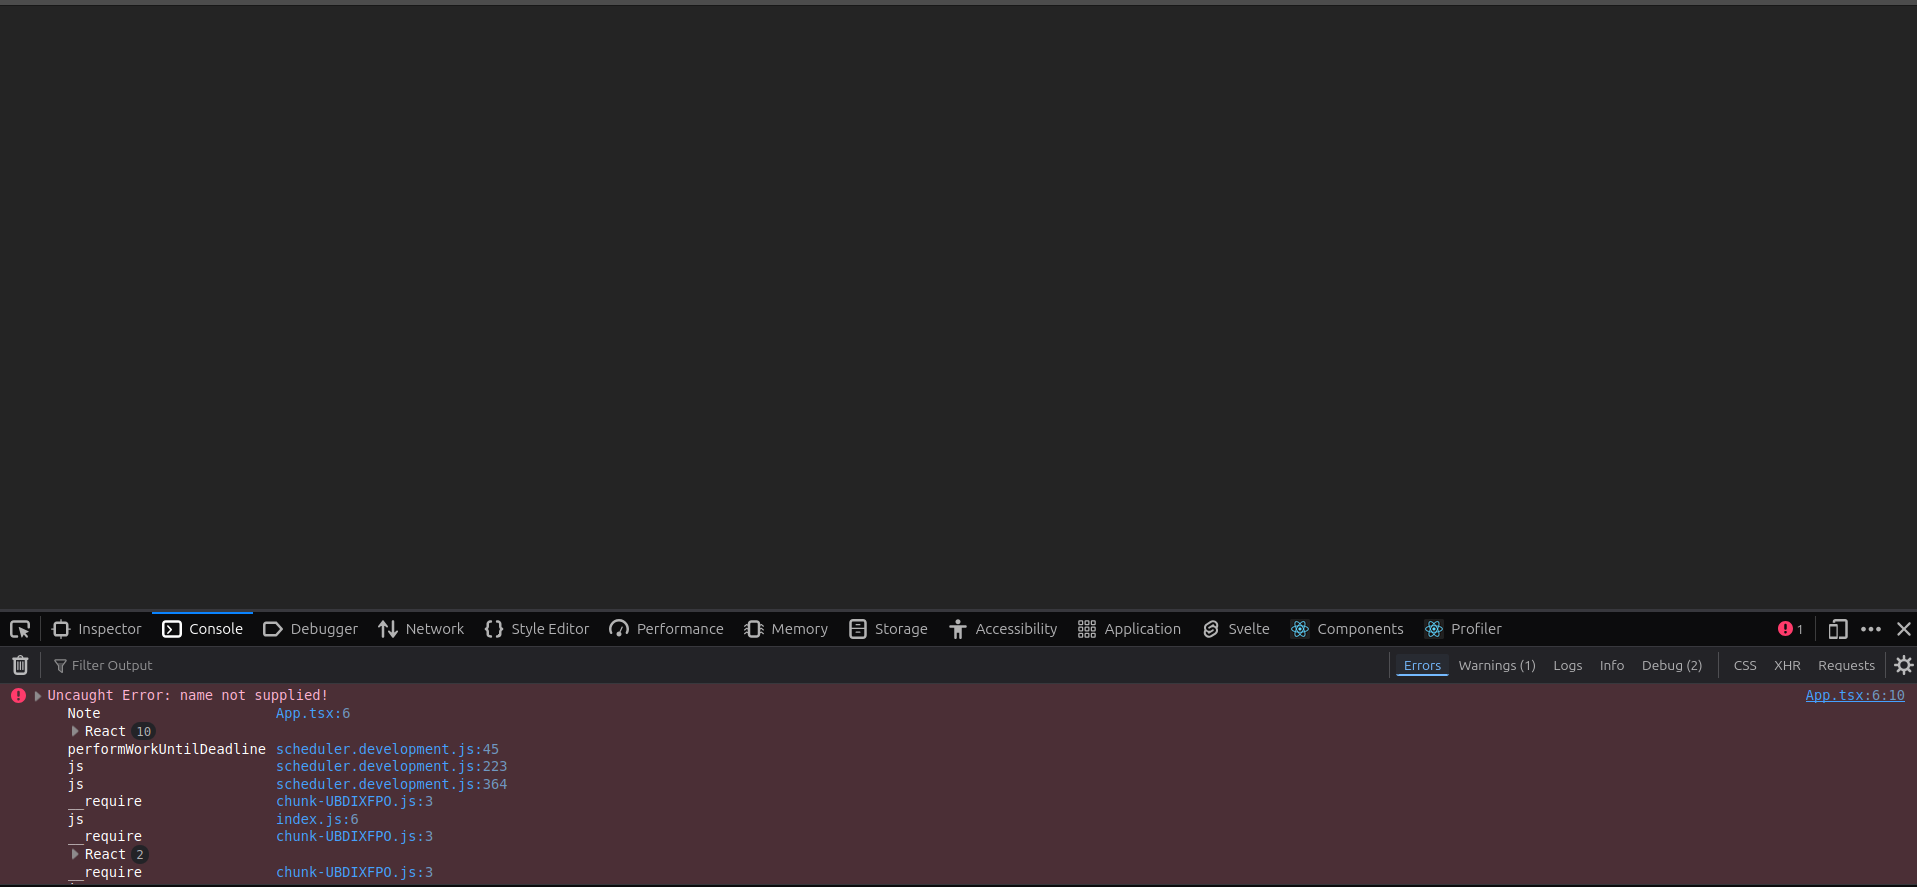 Inspector Console Debugger Network Style Editor Performance Memory Storage Accessibility Application Svelte Components Profiler 1
Filter Output Errors Warnings (1) Logs Info Debug (2) CSS XHR Requests
Uncaught Error: name not supplied! App.tsx:6:10
Note App.tsx:6
React 10
performWorkUntilDeadline scheduler.development.js:45
js scheduler.development.js:223
js scheduler.development.js:364
__require chunk-UBDIXFPO.js:3
js index.js:6
__require chunk-UBDIXFPO.js:3
React 2
__require chunk-UBDIXFPO.js:3